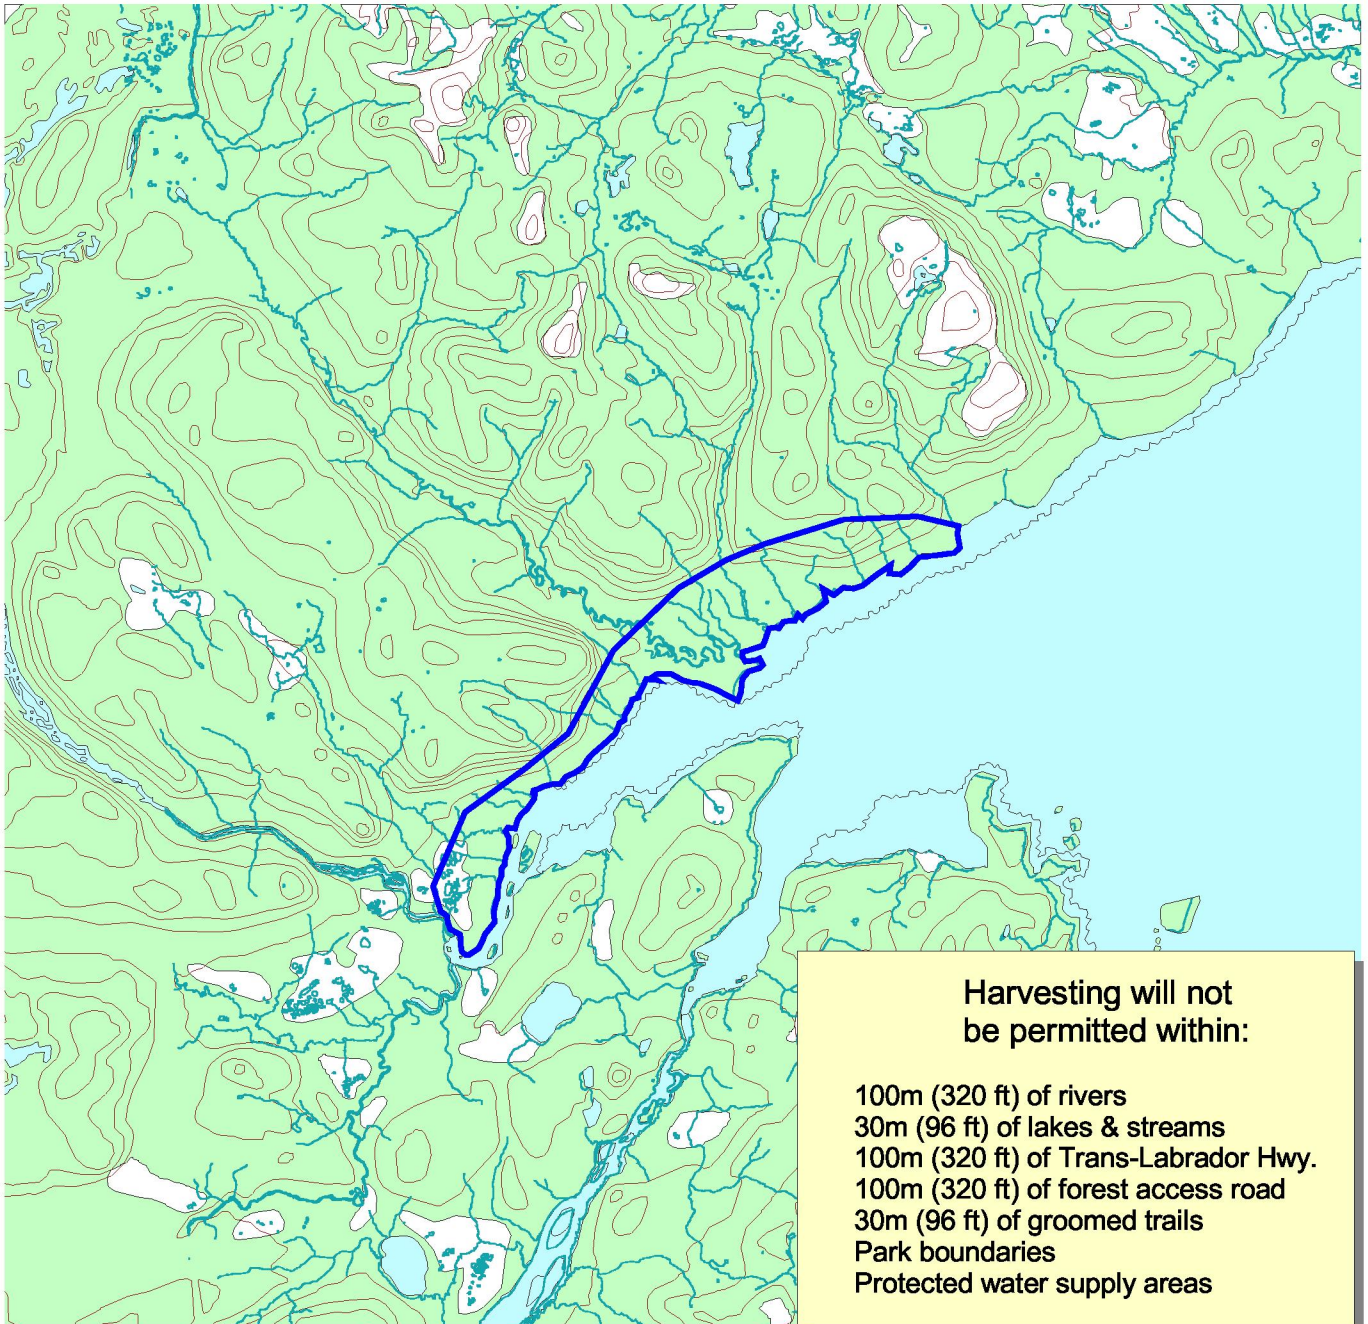 Harvesting will not
be permitted within:
100m (320 ft) of rivers
30m (96 ft) of lakes & streams
100m (320 ft) of Trans-Labrador Hwy.
100m (320 ft) of forest access road
30m (96 ft) of groomed trails
Park boundaries
Protected water supply areas